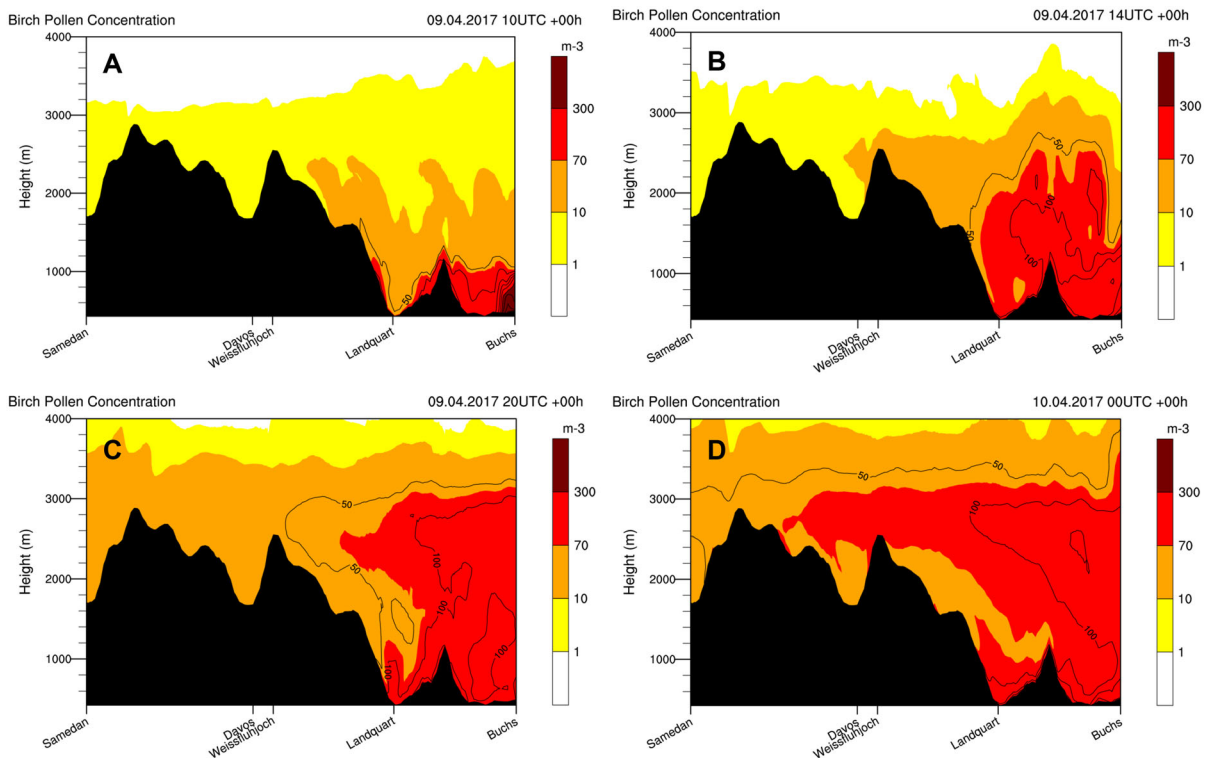 Birch Pollen Concentration 09.04.2017 10UTC +00h
A
m-3
4000
3000
2000
1000
Height (m)
300
70
10
1
50
Samedan
Davos
Weissfluhjoch
Landquart
Buchs
Birch Pollen Concentration 09.04.2017 14UTC +00h
B
m-3
4000
3000
2000
1000
Height (m)
300
70
10
1
50
100
50
100
Samedan
Davos
Weissfluhjoch
Landquart
Buchs
Birch Pollen Concentration 09.04.2017 20UTC +00h
C
m-3
4000
3000
2000
1000
Height (m)
300
70
10
1
50
100
50
100
100
100
Samedan
Davos
Weissfluhjoch
Landquart
Buchs
Birch Pollen Concentration 10.04.2017 00UTC +00h
D
m-3
4000
3000
2000
1000
Height (m)
300
70
10
1
50
100
100
Samedan
Davos
Weissfluhjoch
Landquart
Buchs